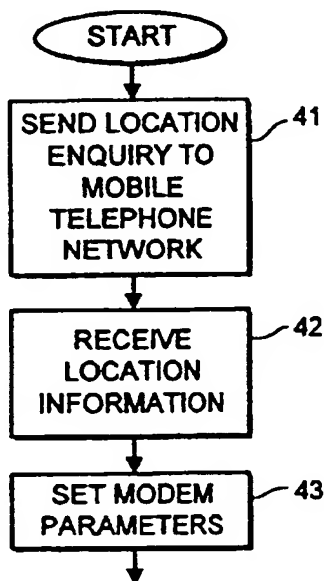 START
SEND LOCATION
ENQUIRY TO
MOBILE
TELEPHONE
NETWORK
41
RECEIVE
LOCATION
INFORMATION
42
SET MODEM
PARAMETERS
43